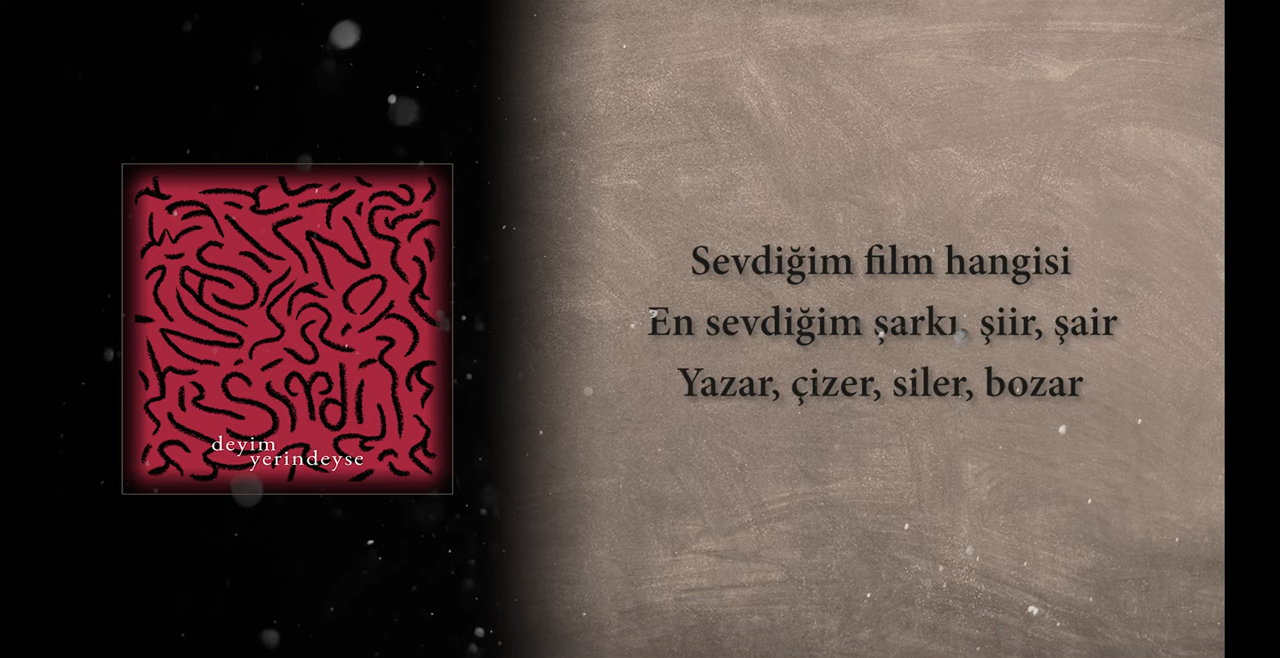 deyim
yerindeyse
Sevdiğim film hangisi
En sevdiğim şarkı, şiir, şair
Yazar, çizer, siler, bozar